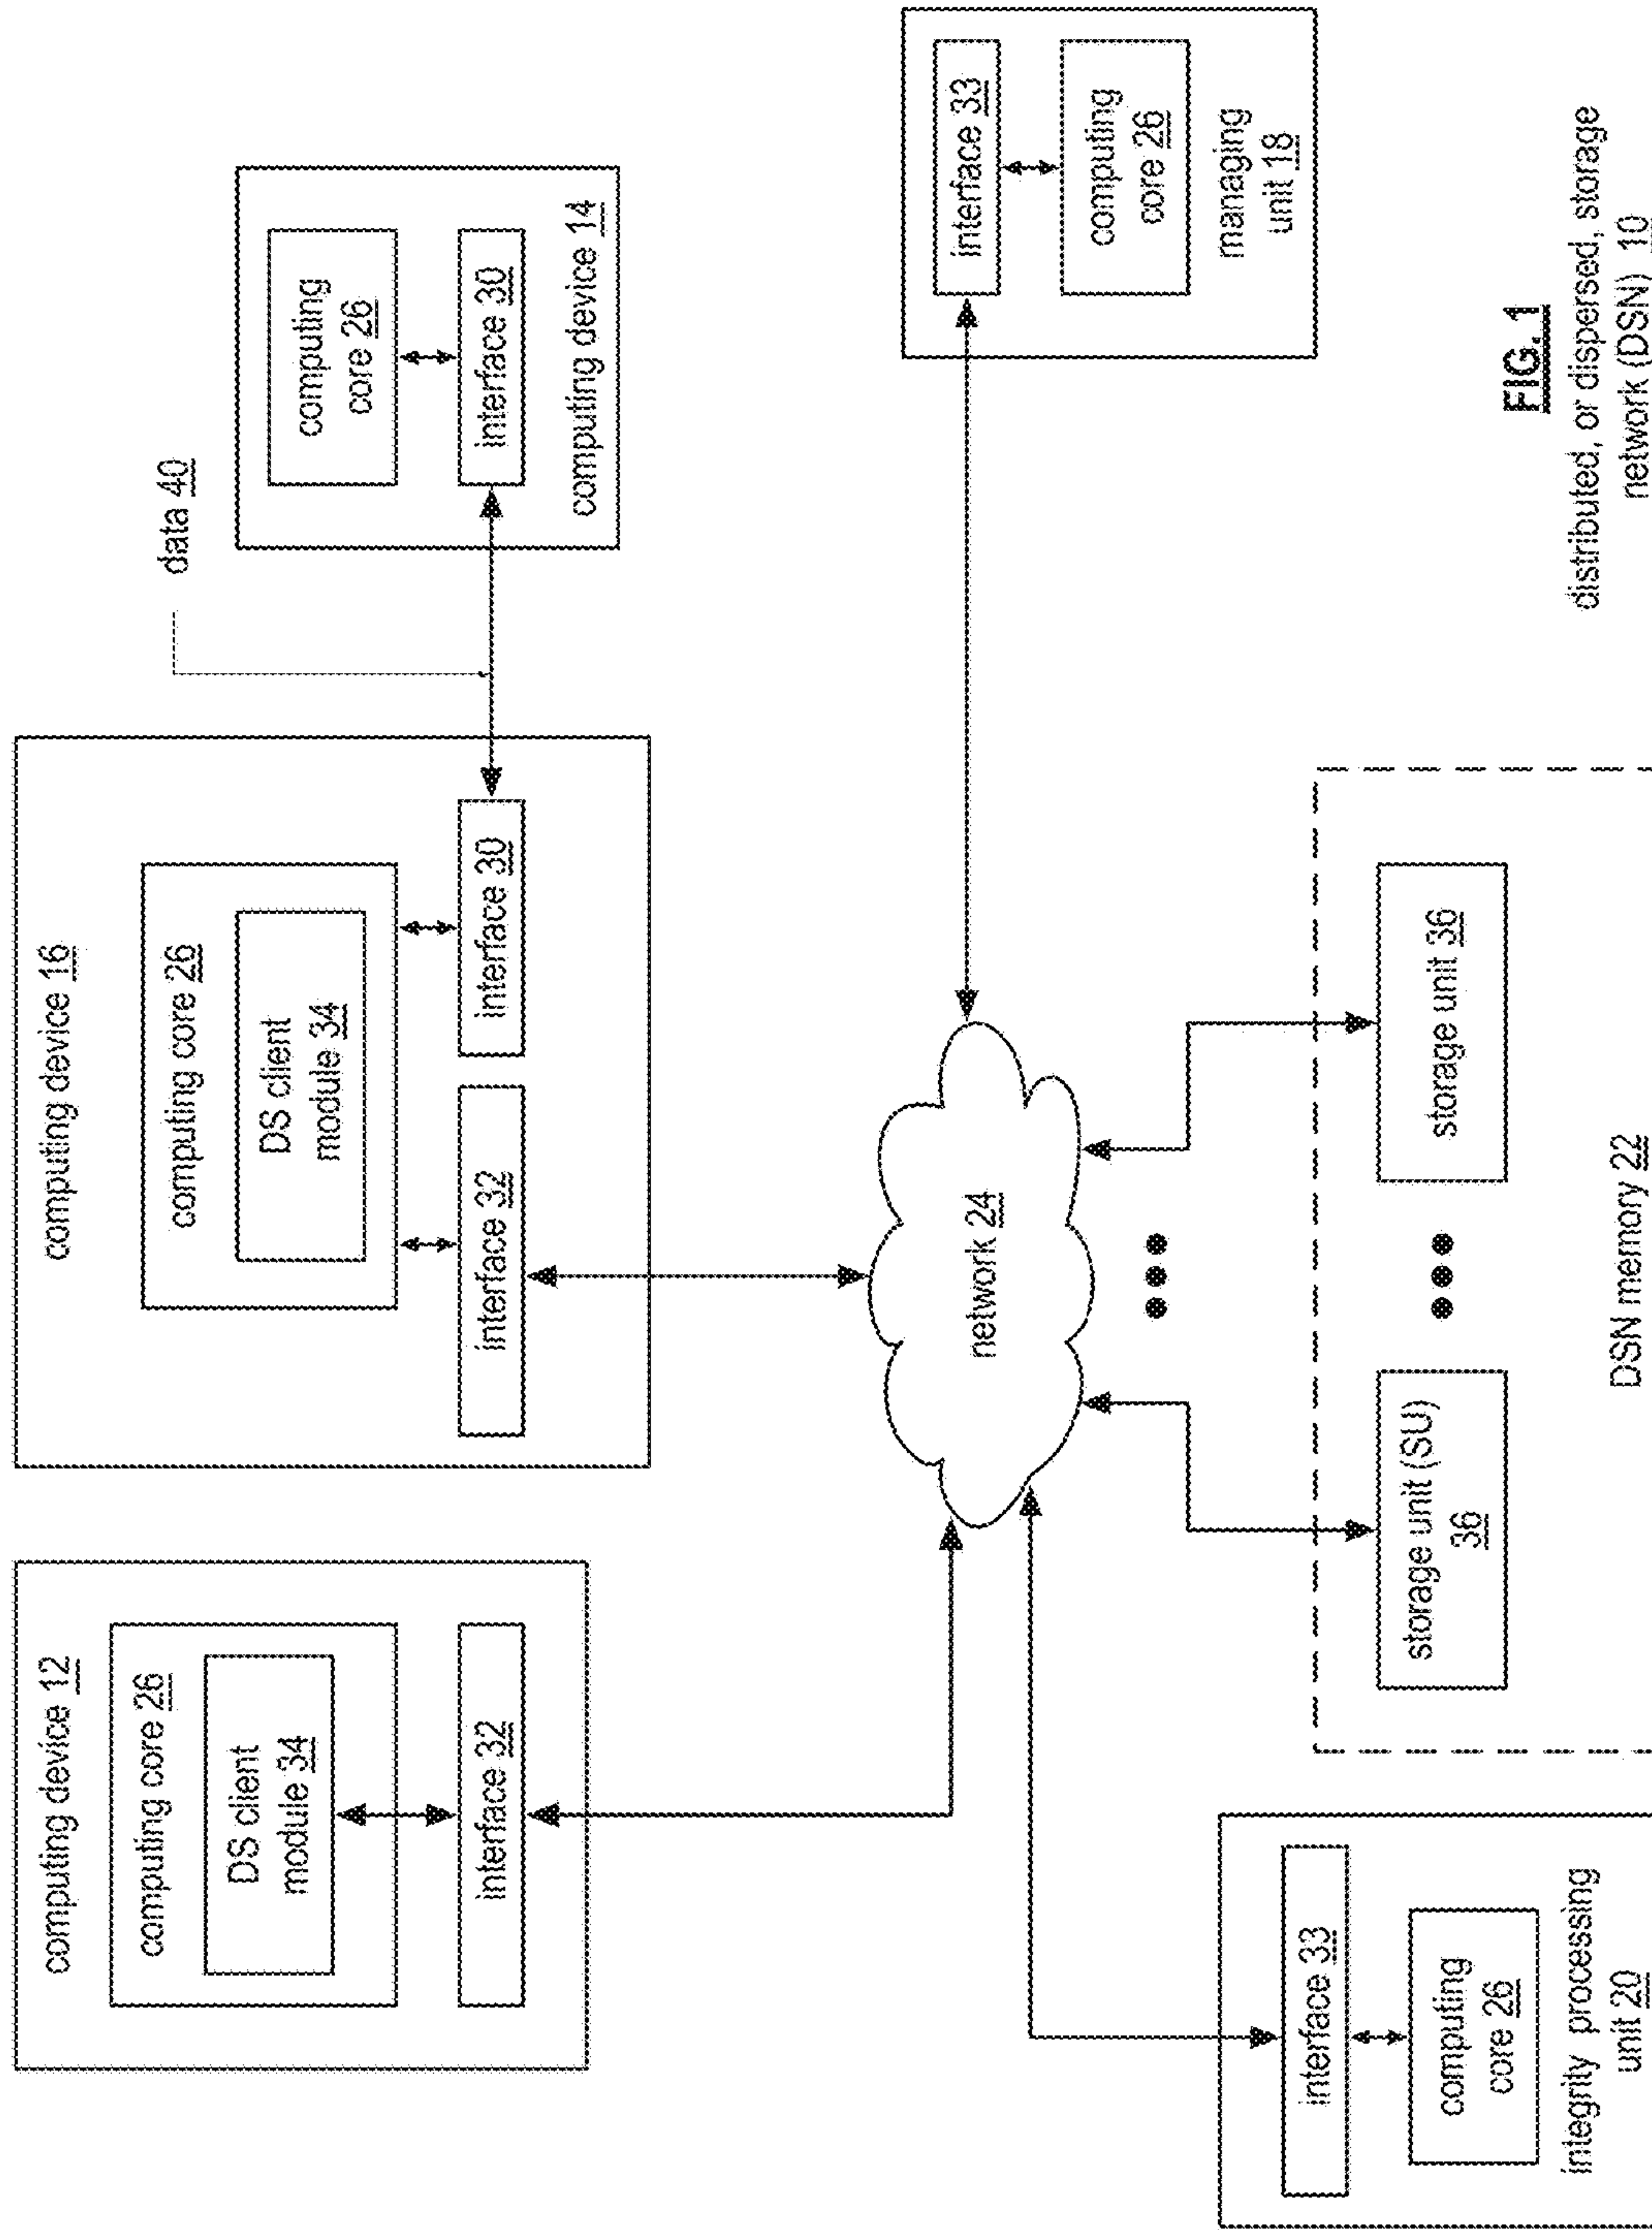 computing device 12
computing core 26
DS client
module 34
interface 32
computing device 16
computing core 26
DS client
module 34
interface 32
interface 30
data 40
computing
core 26
interface 30
computing device 14
network 24
interface 33
computing
core 26
managing
unit 18
interface 33
computing
core 26
integrity processing
unit 20
storage unit (SU)
36
storage unit 36
DSN memory 22
FIG. 1
distributed, or dispersed, storage
network (DSN) 10